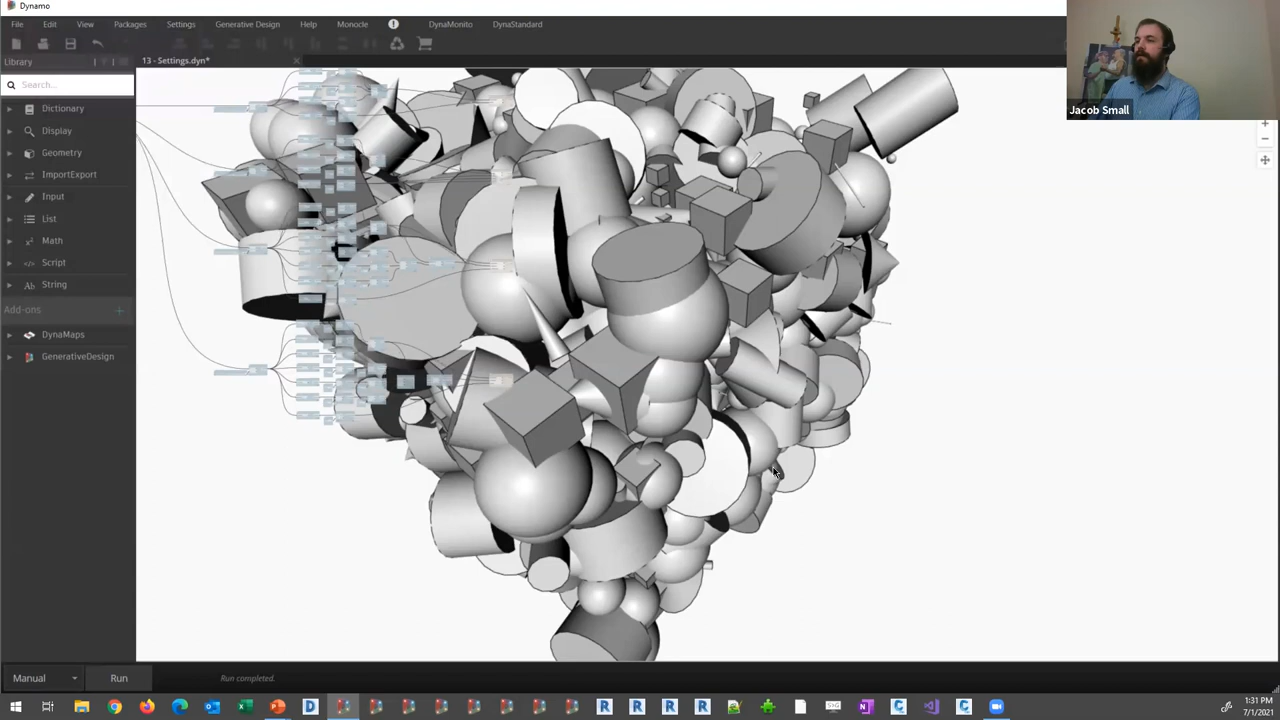 Dynamo
File Edit View Packages Settings Generative Design Help Monocle DynaMonito DynaStandard
Library
13 - Settings.dyn*
Search...
Dictionary
Display
Geometry
ImportExport
Input
List
Math
Script
String
Add-ons
DynaMaps
GenerativeDesign
Jacob Small
Manual
Run
Run completed.
1:31 PM
7/1/2021